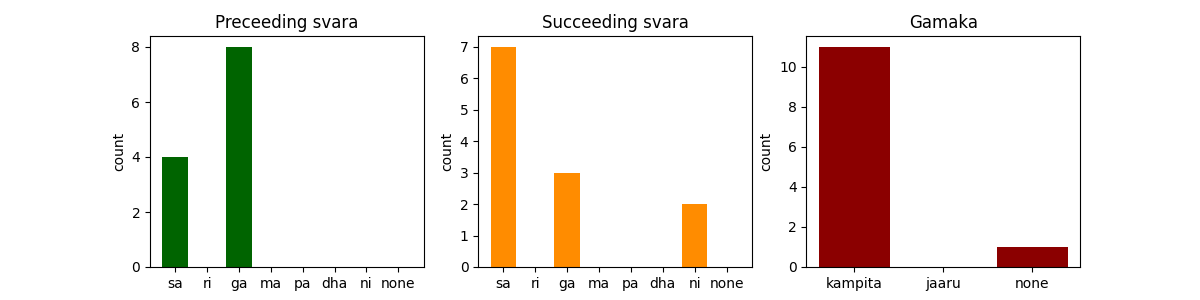 Preceeding svara
count
8
6
4
2
0
sa ri ga ma pa dha ni none
Succeeding svara
count
7
6
5
4
3
2
1
0
sa ri ga ma pa dha ni none
Gamaka
count
10
8
6
4
2
0
kampita jaaru none